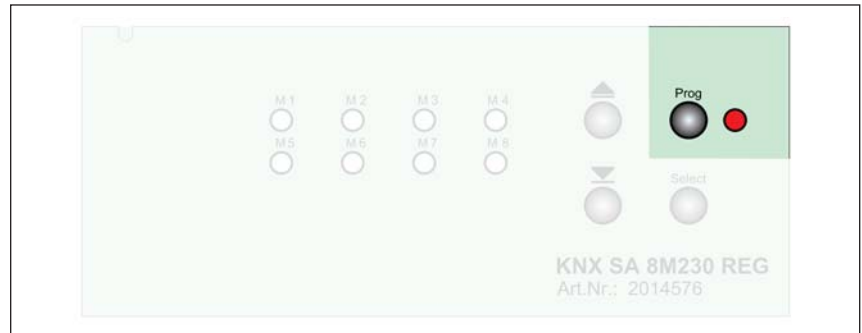 Prog
M 1 M 2 M 3 M 4
M 5 M 6 M 7 M 8
Select
KNX SA 8M230 REG
Art.Nr.: 2014576